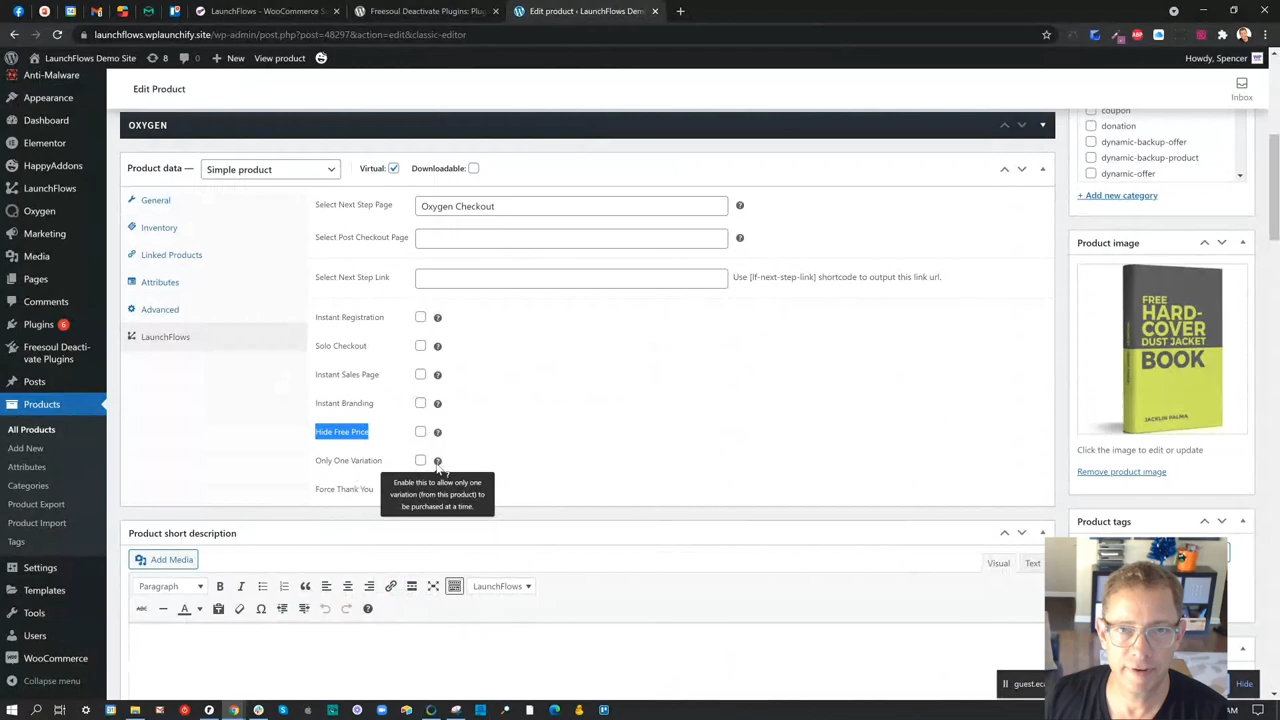 LaunchFlows – WooCommerce S
Freesoul Deactivate Plugins: Plug
Edit product ‹ LaunchFlows Dem
launchflows.wplaunchify.com/wp-admin/post.php?post=48297&action=edit&classic-editor
LaunchFlows Demo Site
8
0
New
View product
Howdy, Spencer
Anti-Malware
Appearance
Dashboard
Elementor
HappyAddons
LaunchFlows
Oxygen
Marketing
Media
Pages
Comments
Plugins 6
Freesoul Deacti-
vate Plugins
Posts
Products
All Products
Add New
Attributes
Categories
Product Export
Product Import
Tags
Settings
Templates
Tools
Users
WooCommerce
Collapse menu
Edit Product
Inbox
OXYGEN
Product data — Simple product Virtual: Downloadable:
General
Inventory
Linked Products
Attributes
Advanced
LaunchFlows
Select Next Step Page Oxygen Checkout
Select Post Checkout Page
Select Next Step Link Use [lf-next-step-link] shortcode to output this link url.
Instant Registration
Solo Checkout
Instant Sales Page
Instant Branding
Hide Free Price
Only One Variation
Force Thank You
Enable this to allow only one
variation (from this product) to
be purchased at a time.
Product short description
Add Media
Visual Text
Paragraph
LaunchFlows
coupon
donation
dynamic-backup-offer
dynamic-backup-product
dynamic-offer
+ Add new category
Product image
FREE
HARD-
COVER
DUST JACKET
BOOK
JACKLIN PALMA
Click the image to edit or update
Remove product image
Product tags
guest.ec
Hide
AM